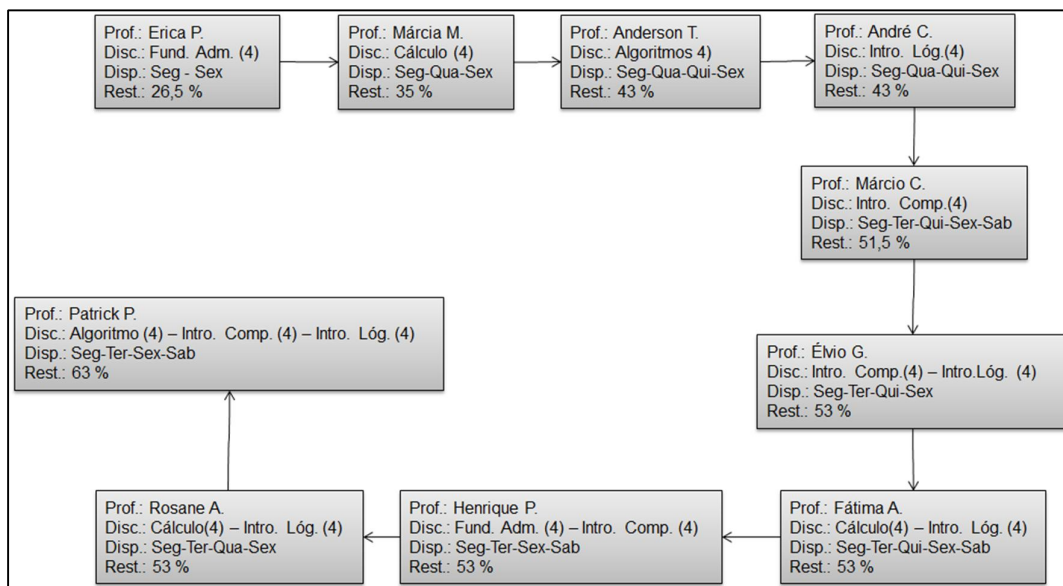 Prof.: Erica P.
Disc.: Fund. Adm. (4)
Disp.: Seg - Sex
Rest.: 26,5 %
Prof.: Márcia M.
Disc.: Cálculo (4)
Disp.: Seg-Qua-Sex
Rest.: 35 %
Prof.: Anderson T.
Disc.: Algoritmos 4)
Disp.: Seg-Qua-Qui-Sex
Rest.: 43 %
Prof.: André C.
Disc.: Intro. Lóg.(4)
Disp.: Seg-Qua-Qui-Sex
Rest.: 43 %
Prof.: Márcio C.
Disc.: Intro. Comp.(4)
Disp.: Seg-Ter-Qui-Sex-Sab
Rest.: 51,5 %
Prof.: Élvio G.
Disc.: Intro. Comp.(4) – Intro.Lóg. (4)
Disp.: Seg-Ter-Qui-Sex
Rest.: 53 %
Prof.: Fátima A.
Disc.: Cálculo(4) – Intro. Lóg. (4)
Disp.: Seg-Ter-Qui-Sex-Sab
Rest.: 53 %
Prof.: Henrique P.
Disc.: Fund. Adm. (4) – Intro. Comp. (4)
Disp.: Seg-Ter-Sex-Sab
Rest.: 53 %
Prof.: Rosane A.
Disc.: Cálculo(4) – Intro. Lóg. (4)
Disp.: Seg-Ter-Qua-Sex
Rest.: 53 %
Prof.: Patrick P.
Disc.: Algoritmo (4) – Intro. Comp. (4) – Intro. Lóg. (4)
Disp.: Seg-Ter-Sex-Sab
Rest.: 63 %